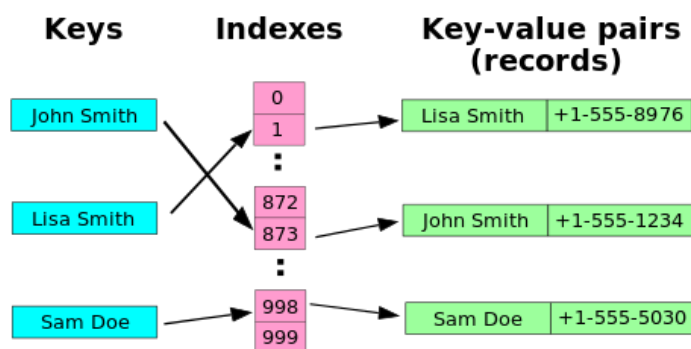 Keys Indexes Key-value pairs
(records)
John Smith 0 Lisa Smith +1-555-8976
1
:
Lisa Smith 872 John Smith +1-555-1234
873
:
Sam Doe 998 Sam Doe +1-555-5030
999